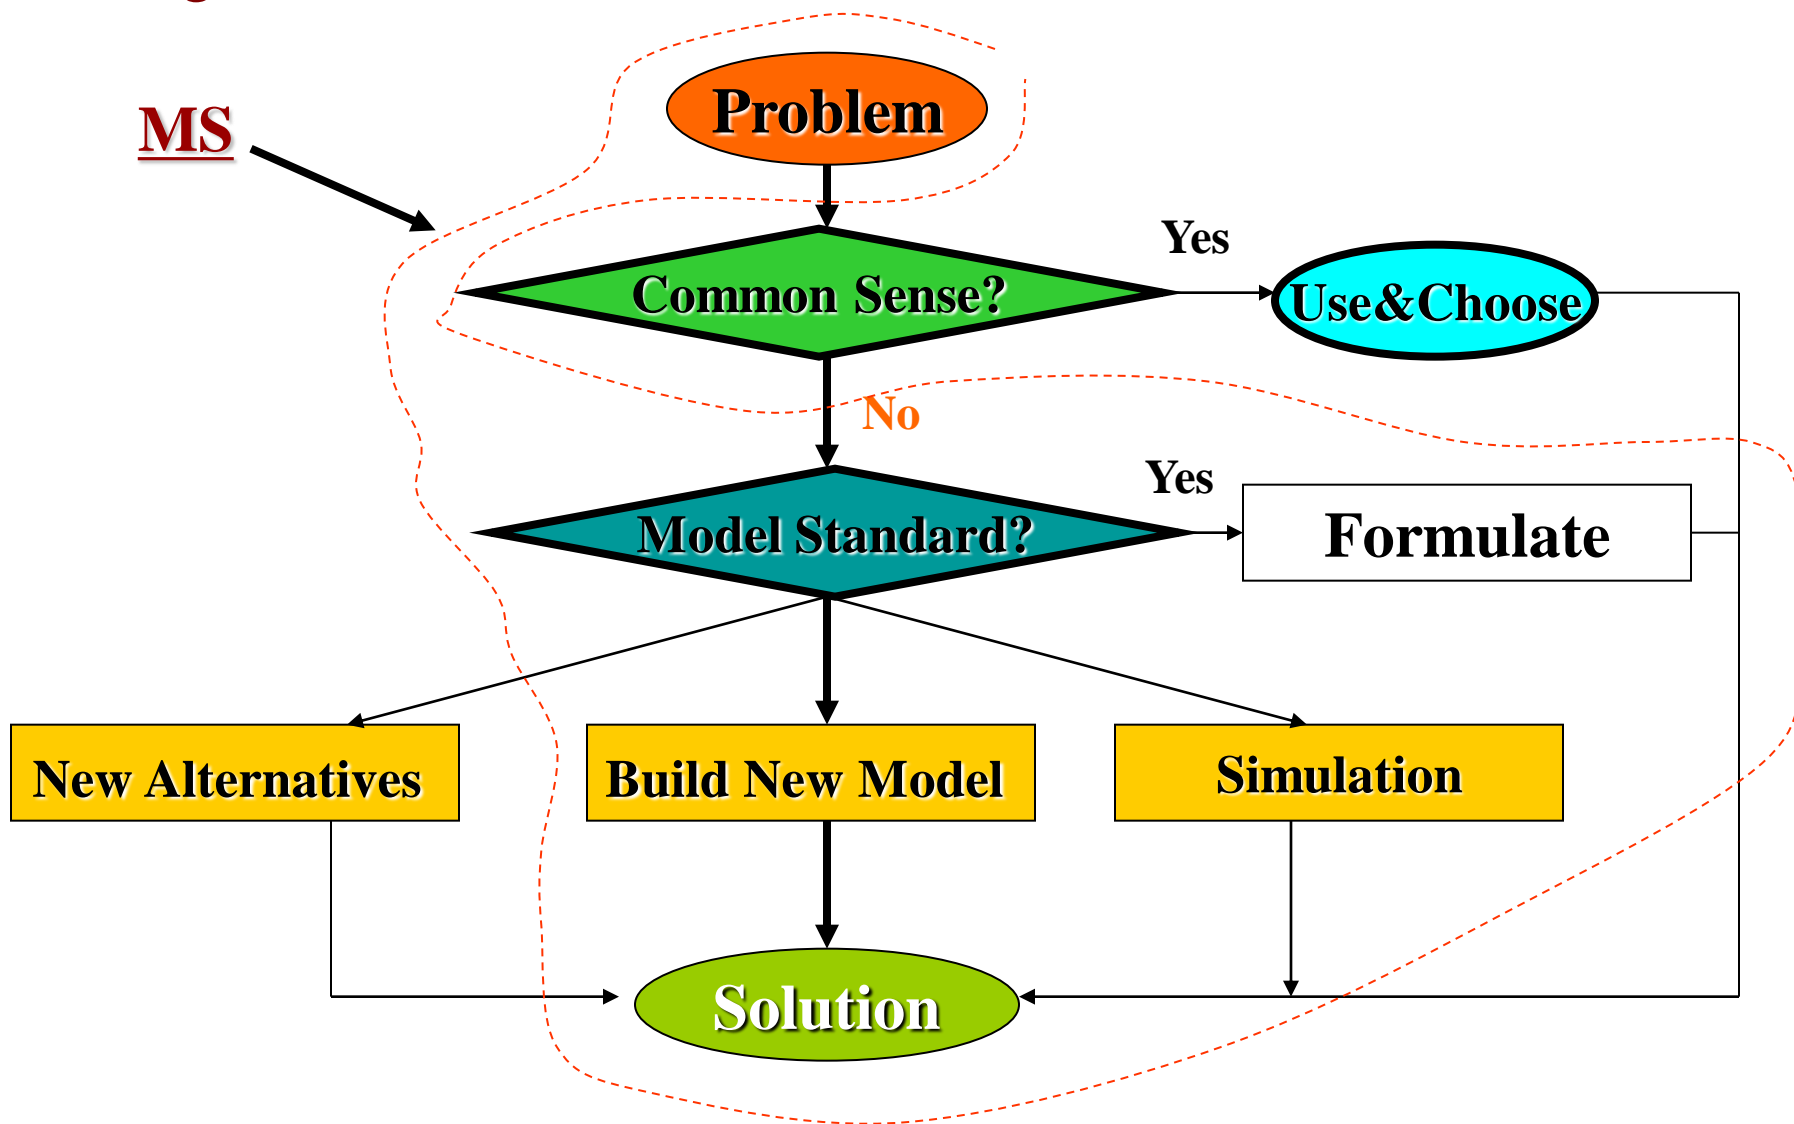 Problem
MS
Yes
Common Sense?
Use&Choose
No
Yes
Model Standard?
Formulate
New Alternatives
Build New Model
Simulation
Solution